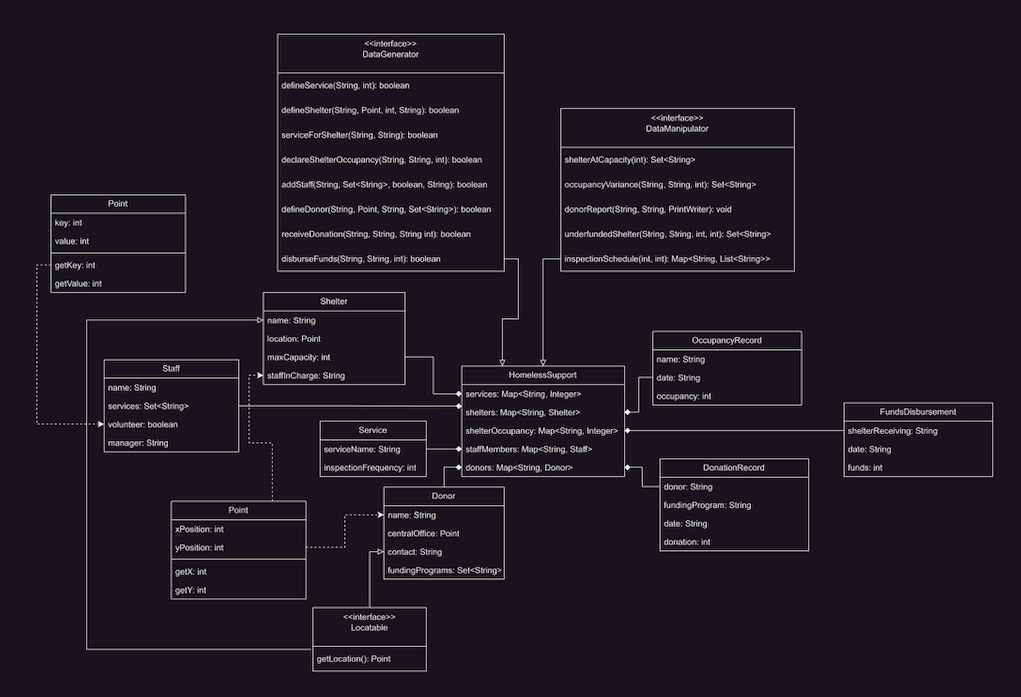 <<interface>>
DataGenerator
defineService(String, int): boolean
defineShelter(String, Point, int, String): boolean
serviceForShelter(String, String): boolean
declareShelterOccupancy(String, String, int): boolean
addStaff(String, Set<String>, boolean, String): boolean
defineDonor(String, Point, String, Set<String>): boolean
receiveDonation(String, String, String int): boolean
disburseFunds(String, String, int): boolean
<<interface>>
DataManipulator
shelterAtCapacity(int): Set<String>
occupancyVariance(String, String, int): Set<String>
donorReport(String, String, PrintWriter): void
underfundedShelter(String, String, int, int): Set<String>
inspectionSchedule(int, int): Map<String, List<String>>
Point
key: int
value: int
getKey: int
getValue: int
Shelter
name: String
location: Point
maxCapacity: int
staffInCharge: String
Staff
name: String
services: Set<String>
volunteer: boolean
manager: String
HomelessSupport
services: Map<String, Integer>
shelters: Map<String, Shelter>
shelterOccupancy: Map<String, Integer>
staffMembers: Map<String, Staff>
donors: Map<String, Donor>
OccupancyRecord
name: String
date: String
occupancy: int
FundsDisbursement
shelterReceiving: String
date: String
funds: int
Service
serviceName: String
inspectionFrequency: int
DonationRecord
donor: String
fundingProgram: String
date: String
donation: int
Donor
name: String
centralOffice: Point
contact: String
fundingPrograms: Set<String>
Point
xPosition: int
yPosition: int
getX: int
getY: int
<<interface>>
Locatable
getLocation(): Point